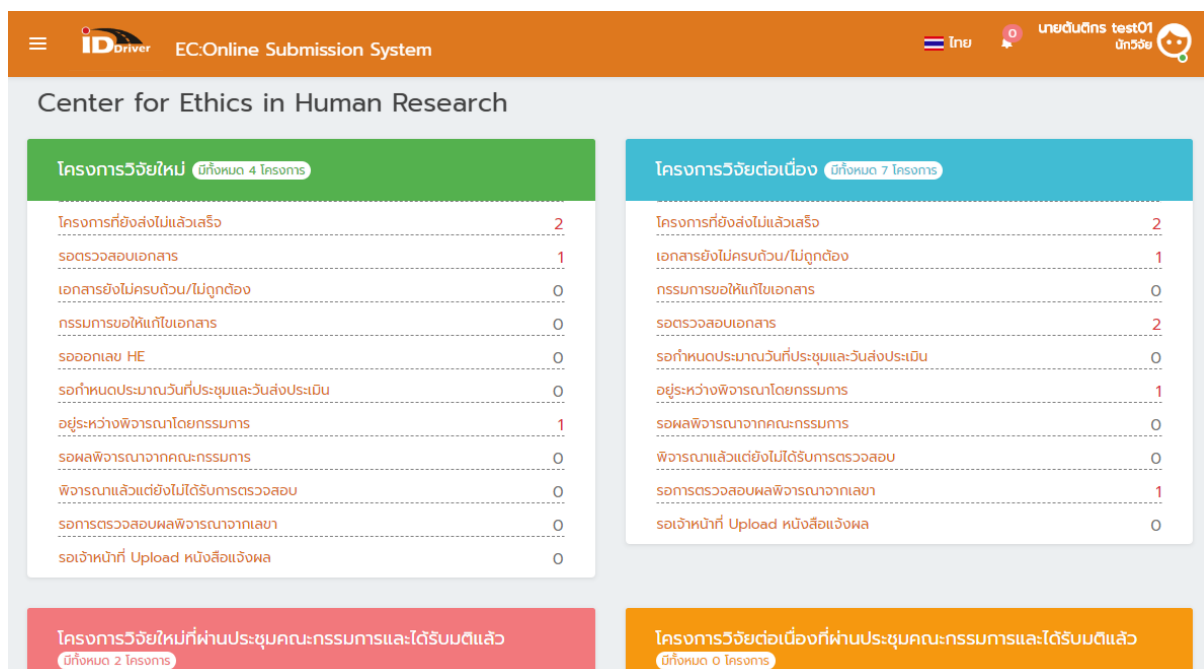 iDDriver EC:Online Submission System
ไทย
0
นายตันติกร test01
นักวิจัย
Center for Ethics in Human Research
โครงการวิจัยใหม่ มีทั้งหมด 4 โครงการ
โครงการที่ยังส่งไม่แล้วเสร็จ 2
รอตรวจสอบเอกสาร 1
เอกสารยังไม่ครบถ้วน/ไม่ถูกต้อง 0
กรรมการขอให้แก้ไขเอกสาร 0
รอออกเลข HE 0
รอกำหนดประมาณวันที่ประชุมและวันส่งประเมิน 0
อยู่ระหว่างพิจารณาโดยกรรมการ 1
รอผลพิจารณาจากคณะกรรมการ 0
พิจารณาแล้วแต่ยังไม่ได้รับการตรวจสอบ 0
รอการตรวจสอบผลพิจารณาจากเลขา 0
รอเจ้าหน้าที่ Upload หนังสือแจ้งผล 0
โครงการวิจัยต่อเนื่อง มีทั้งหมด 7 โครงการ
โครงการที่ยังส่งไม่แล้วเสร็จ 2
เอกสารยังไม่ครบถ้วน/ไม่ถูกต้อง 1
กรรมการขอให้แก้ไขเอกสาร 0
รอตรวจสอบเอกสาร 2
รอกำหนดประมาณวันที่ประชุมและวันส่งประเมิน 0
อยู่ระหว่างพิจารณาโดยกรรมการ 1
รอผลพิจารณาจากคณะกรรมการ 0
พิจารณาแล้วแต่ยังไม่ได้รับการตรวจสอบ 0
รอการตรวจสอบผลพิจารณาจากเลขา 1
รอเจ้าหน้าที่ Upload หนังสือแจ้งผล 0
โครงการวิจัยใหม่ที่ผ่านประชุมคณะกรรมการและได้รับมติแล้ว
มีทั้งหมด 2 โครงการ
โครงการวิจัยต่อเนื่องที่ผ่านประชุมคณะกรรมการและได้รับมติแล้ว
มีทั้งหมด 0 โครงการ